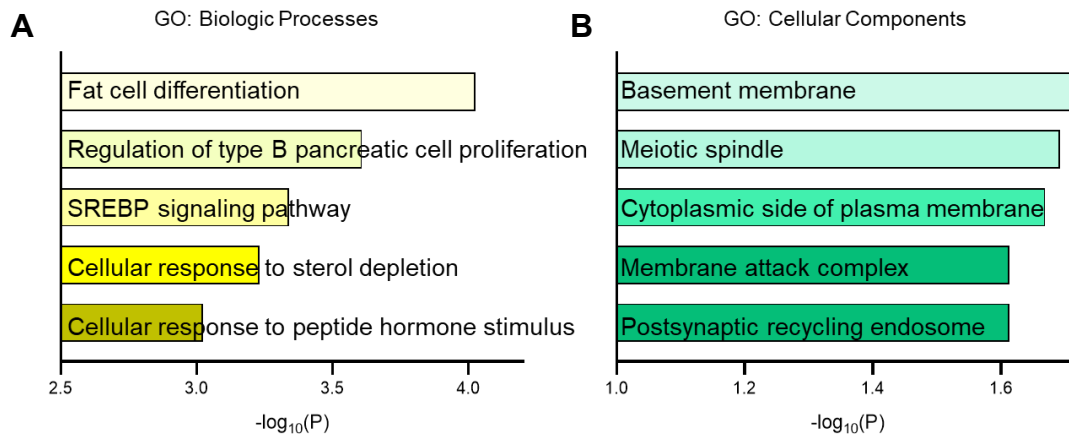 A
GO: Biologic Processes
Fat cell differentiation
Regulation of type B pancreatic cell proliferation
SREBP signaling pathway
Cellular response to sterol depletion
Cellular response to peptide hormone stimulus
2.5 3.0 3.5 4.0
-log10(P)
B
GO: Cellular Components
Basement membrane
Meiotic spindle
Cytoplasmic side of plasma membrane
Membrane attack complex
Postsynaptic recycling endosome
1.0 1.2 1.4 1.6
-log10(P)